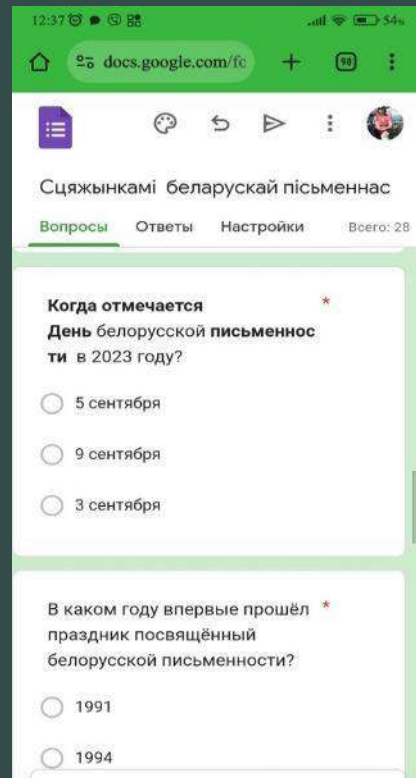 12:37 54%
docs.google.com/fc 98
Сцяжынкамі беларускай пісьменнас
Вопросы Ответы Настройки Всего: 28
Когда отмечается *
День белорусской письменнос
ти в 2023 году?
5 сентября
9 сентября
3 сентября
В каком году впервые прошёл *
праздник посвящённый
белорусской письменности?
1991
1994